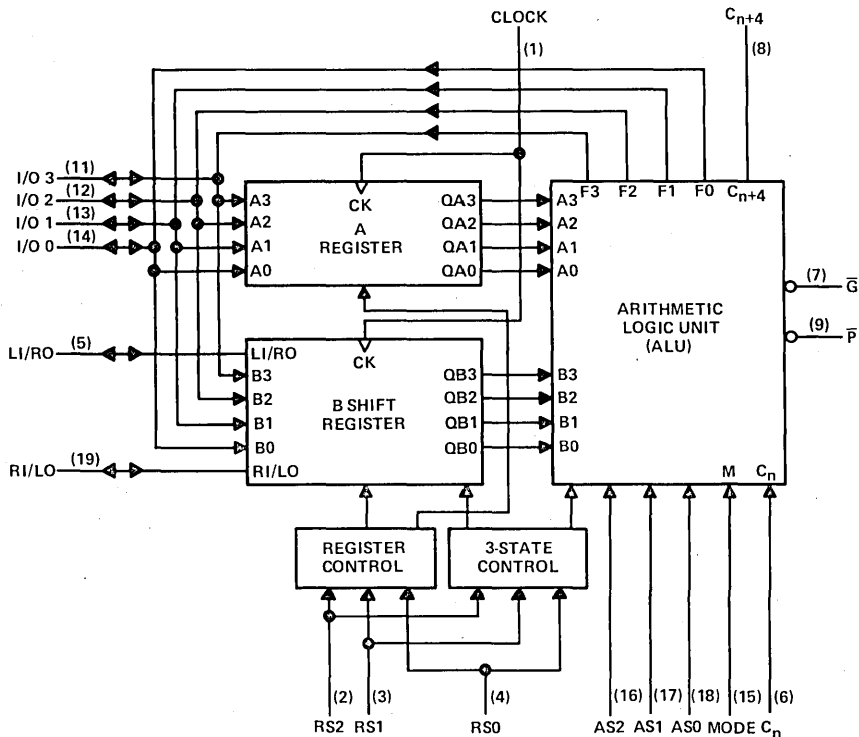 CLOCK
(1)
C_n+4
(8)
I/O 3 (11)
I/O 2 (12)
I/O 1 (13)
I/O 0 (14)
F3 F2 F1 F0 C_n+4
CK
A
REGISTER
A3
A2
A1
A0
QA3
QA2
QA1
QA0
A3
A2
A1
A0
ARITHMETIC
LOGIC UNIT
(ALU)
(7) G̅
(9) P̅
LI/RO (5)
LI/RO
CK
B3
B2
B1
B0
RI/LO
B SHIFT
REGISTER
QB3
QB2
QB1
QB0
B3
B2
B1
B0
M C_n
RI/LO (19)
REGISTER
CONTROL
3-STATE
CONTROL
(2) (3) (4) (16) (17) (18) (15) (6)
RS2 RS1 RS0 AS2 AS1 AS0 MODE C_n